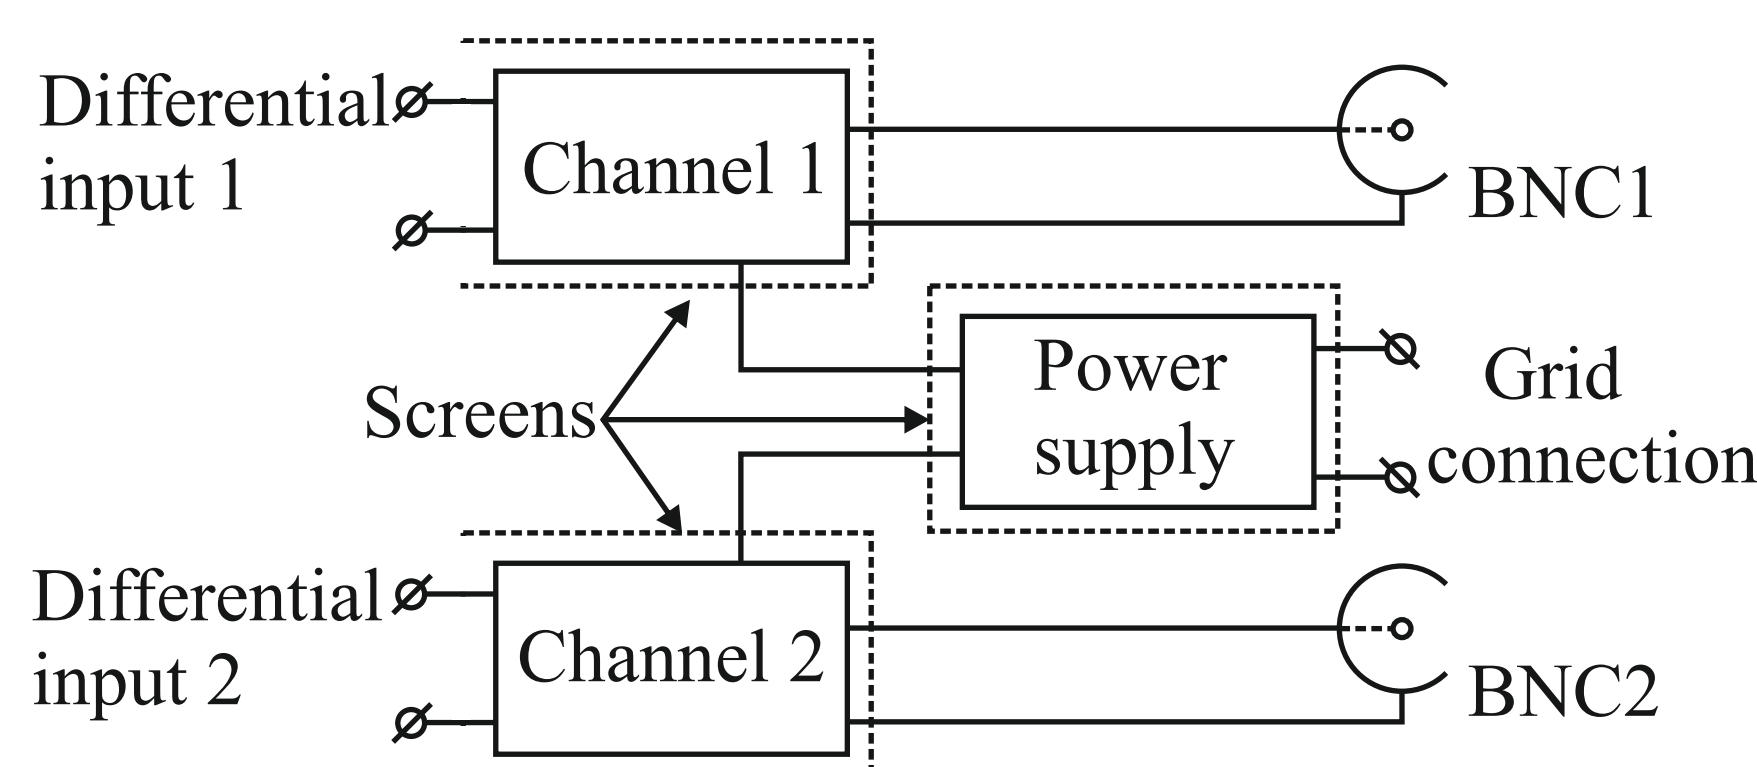 Differential
input 1
Channel 1
BNC1
Power
supply
Grid
connection
Screens
Differential
input 2
Channel 2
BNC2